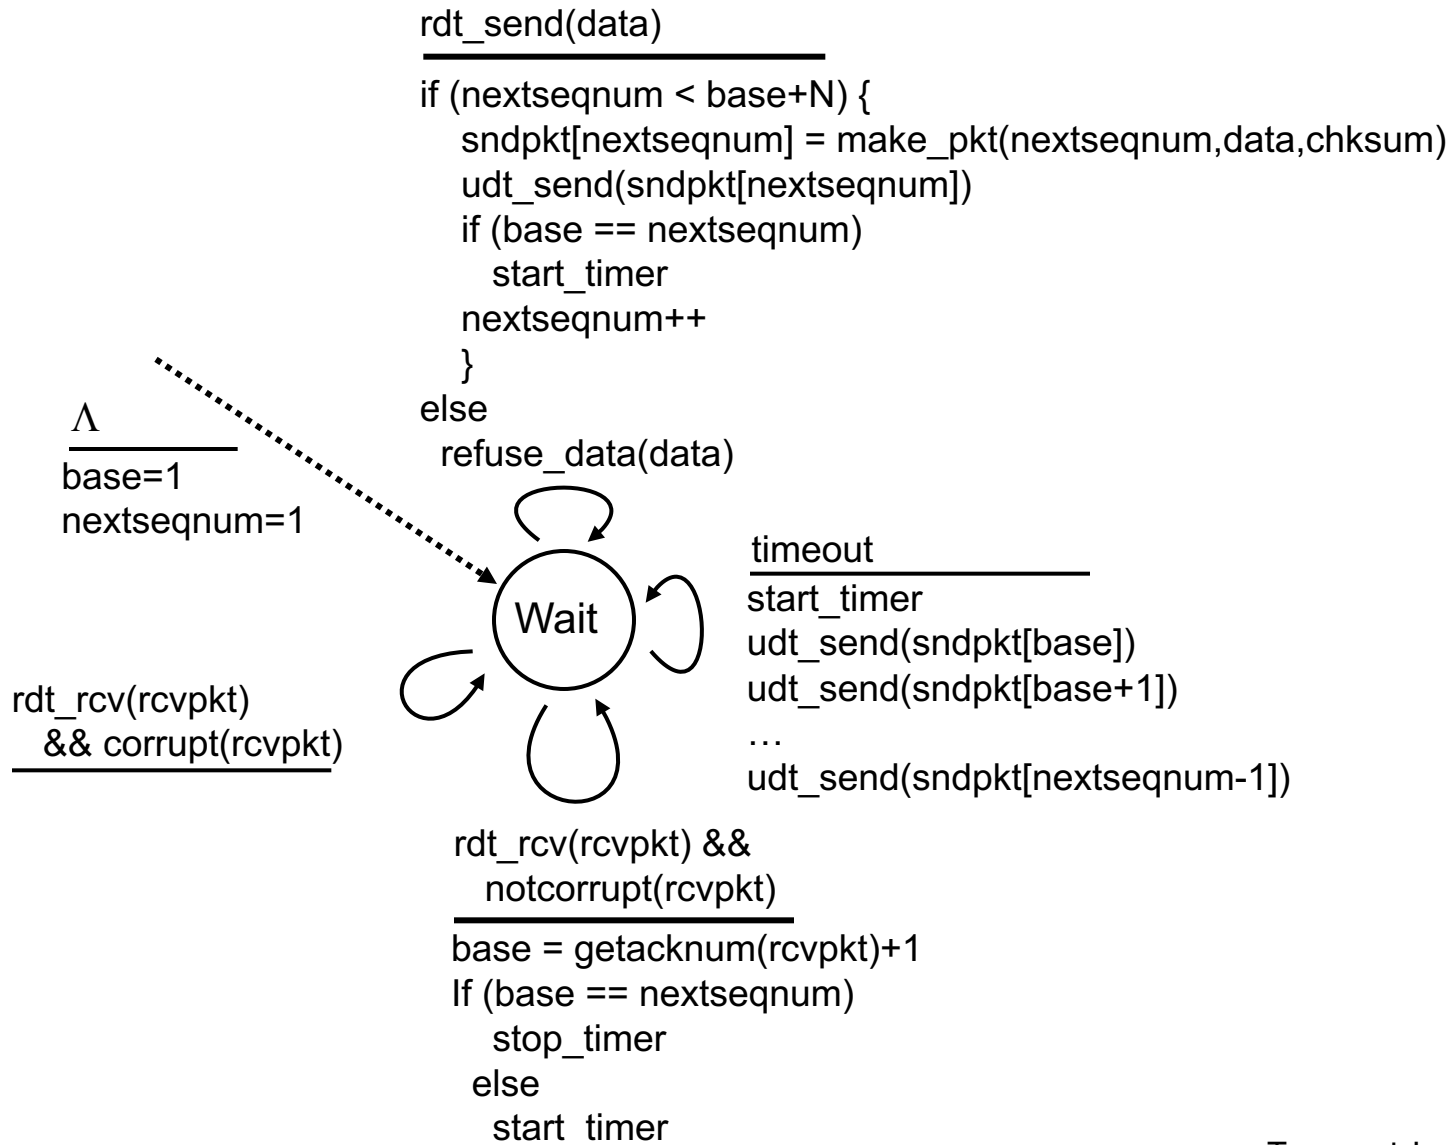 rdt_send(data)
if (nextseqnum < base+N) {
sndpkt[nextseqnum] = make_pkt(nextseqnum,data,chksum)
udt_send(sndpkt[nextseqnum])
if (base == nextseqnum)
start_timer
nextseqnum++
}
else
refuse_data(data)
Λ
base=1
nextseqnum=1
Wait
timeout
start_timer
udt_send(sndpkt[base])
udt_send(sndpkt[base+1])
…
udt_send(sndpkt[nextseqnum-1])
rdt_rcv(rcvpkt)
&& corrupt(rcvpkt)
rdt_rcv(rcvpkt) &&
notcorrupt(rcvpkt)
base = getacknum(rcvpkt)+1
If (base == nextseqnum)
stop_timer
else
start_timer